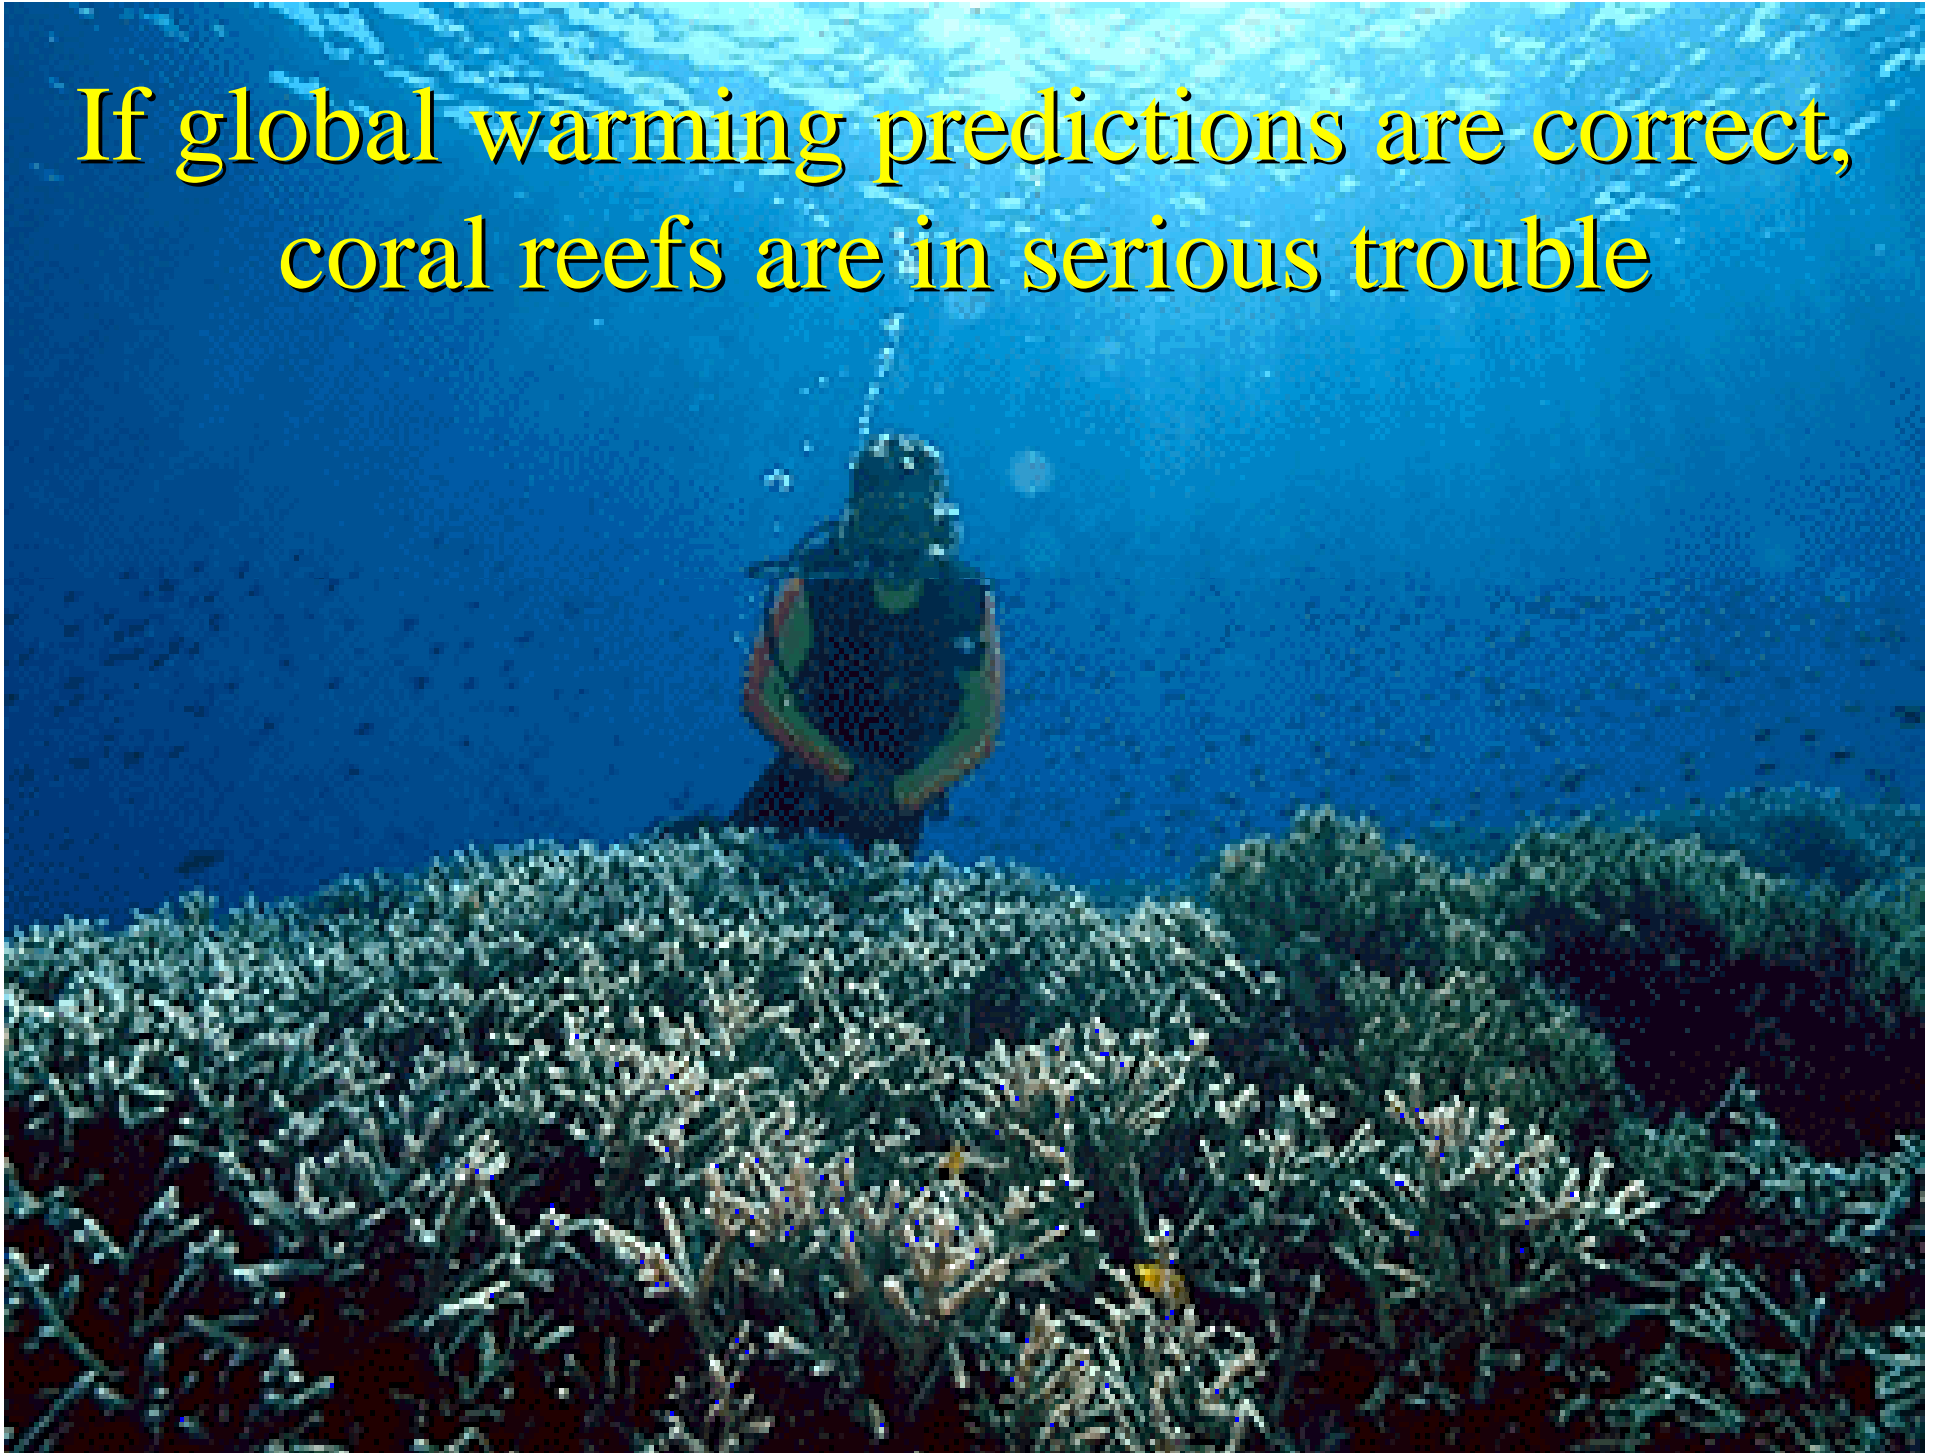 If global warming predictions are correct,
coral reefs are in serious trouble